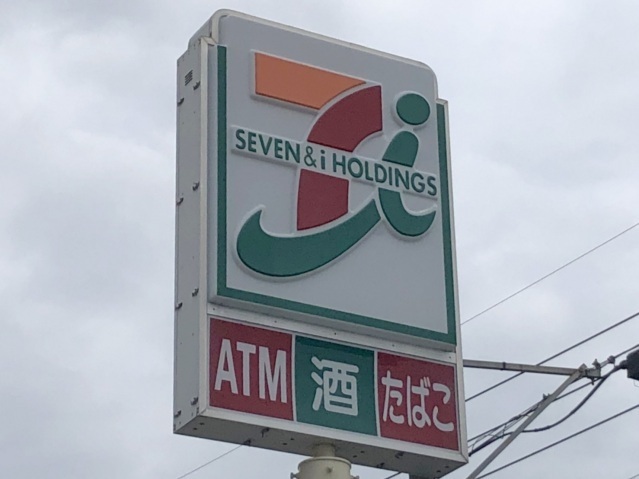 SEVEN&i HOLDINGS
ATM 酒 たばこ